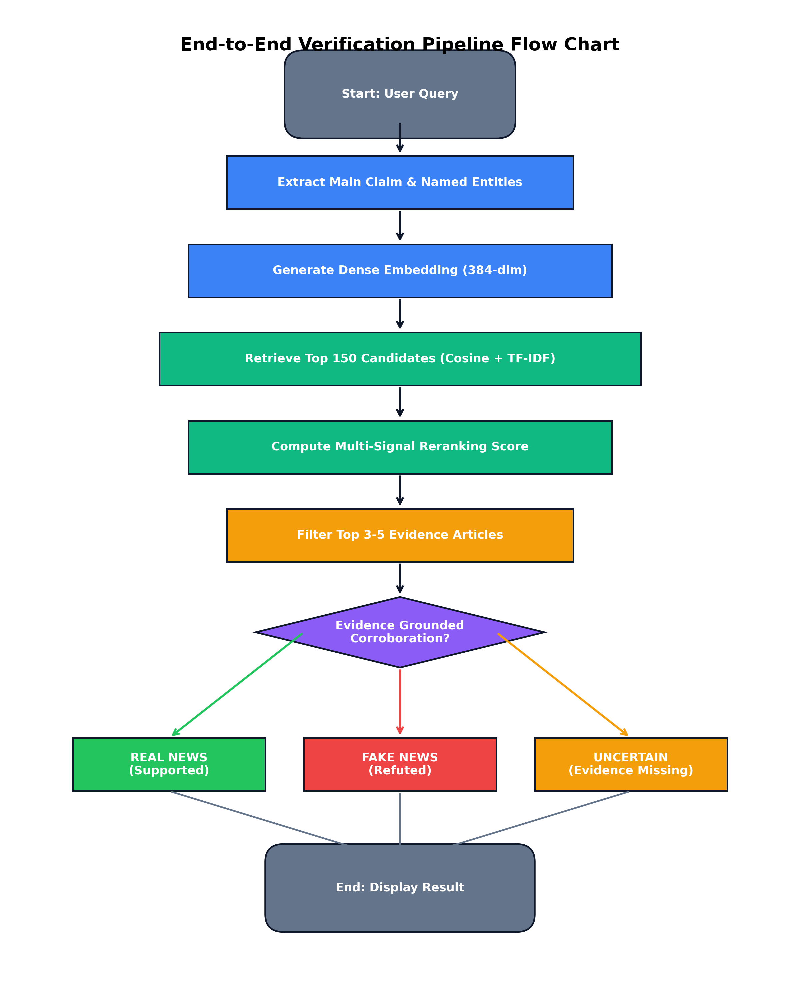 End-to-End Verification Pipeline Flow Chart
Start: User Query
Extract Main Claim & Named Entities
Generate Dense Embedding (384-dim)
Retrieve Top 150 Candidates (Cosine + TF-IDF)
Compute Multi-Signal Reranking Score
Filter Top 3-5 Evidence Articles
Evidence Grounded
Corroboration?
REAL NEWS
(Supported)
FAKE NEWS
(Refuted)
UNCERTAIN
(Evidence Missing)
End: Display Result